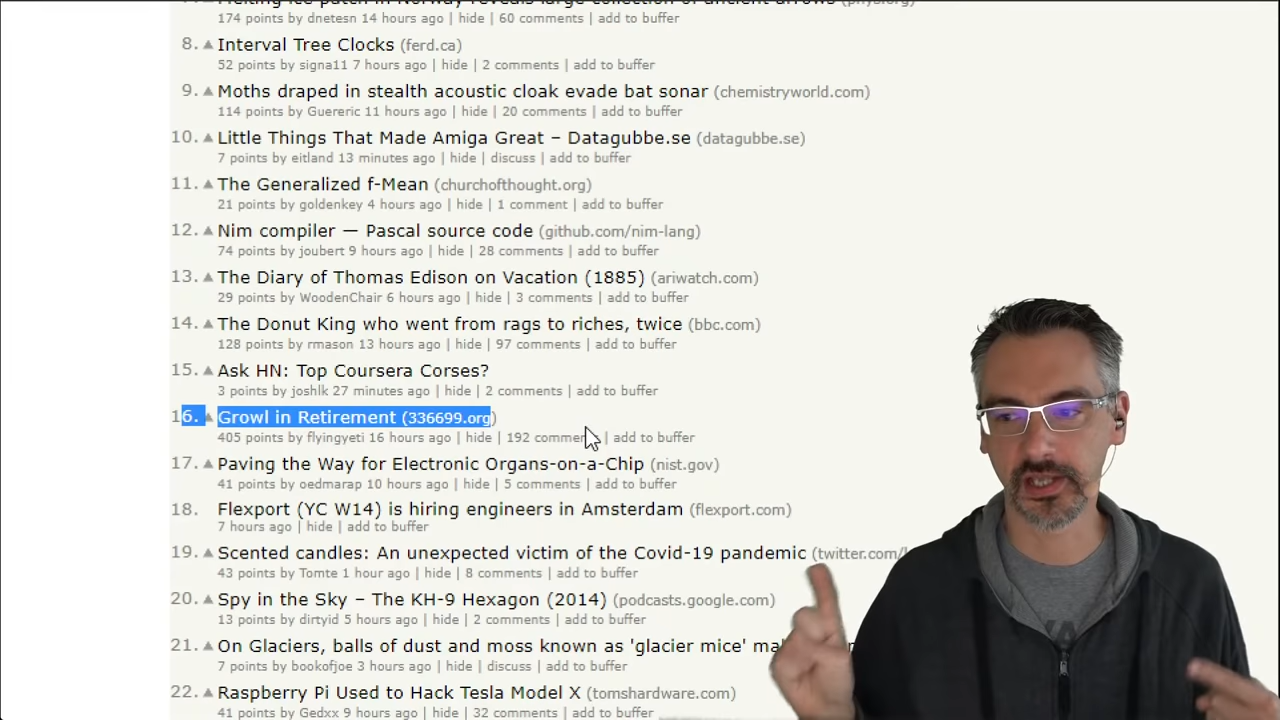 Melting ice patch in Norway reveals large collection of ancient arrows (phys.org)
174 points by dnetesn 14 hours ago | hide | 60 comments | add to buffer
8. Interval Tree Clocks (ferd.ca)
52 points by signa11 7 hours ago | hide | 2 comments | add to buffer
9. Moths draped in stealth acoustic cloak evade bat sonar (chemistryworld.com)
114 points by Guereric 11 hours ago | hide | 20 comments | add to buffer
10. Little Things That Made Amiga Great – Datagubbe.se (datagubbe.se)
7 points by eitland 13 minutes ago | hide | discuss | add to buffer
11. The Generalized f-Mean (churchofthought.org)
21 points by goldenkey 4 hours ago | hide | 1 comment | add to buffer
12. Nim compiler — Pascal source code (github.com/nim-lang)
74 points by joubert 9 hours ago | hide | 28 comments | add to buffer
13. The Diary of Thomas Edison on Vacation (1885) (ariwatch.com)
29 points by WoodenChair 6 hours ago | hide | 3 comments | add to buffer
14. The Donut King who went from rags to riches, twice (bbc.com)
128 points by rmason 13 hours ago | hide | 97 comments | add to buffer
15. Ask HN: Top Coursera Corses?
3 points by joshlk 27 minutes ago | hide | 2 comments | add to buffer
16. Growl in Retirement (336699.org)
405 points by flyingyeti 16 hours ago | hide | 192 comments | add to buffer
17. Paving the Way for Electronic Organs-on-a-Chip (nist.gov)
41 points by oedmarap 10 hours ago | hide | 5 comments | add to buffer
18. Flexport (YC W14) is hiring engineers in Amsterdam (flexport.com)
7 hours ago | hide | add to buffer
19. Scented candles: An unexpected victim of the Covid-19 pandemic (twitter.com/
43 points by Tomte 1 hour ago | hide | 8 comments | add to buffer
20. Spy in the Sky – The KH-9 Hexagon (2014) (podcasts.google.com)
13 points by dirtyid 5 hours ago | hide | 2 comments | add to buffer
21. On Glaciers, balls of dust and moss known as 'glacier mice'
7 points by bookofjoe 3 hours ago | hide | discuss | add to buffer
22. Raspberry Pi Used to Hack Tesla Model X (tomshardware.com)
41 points by Gedxx 9 hours ago | hide | 32 comments | add to buffer